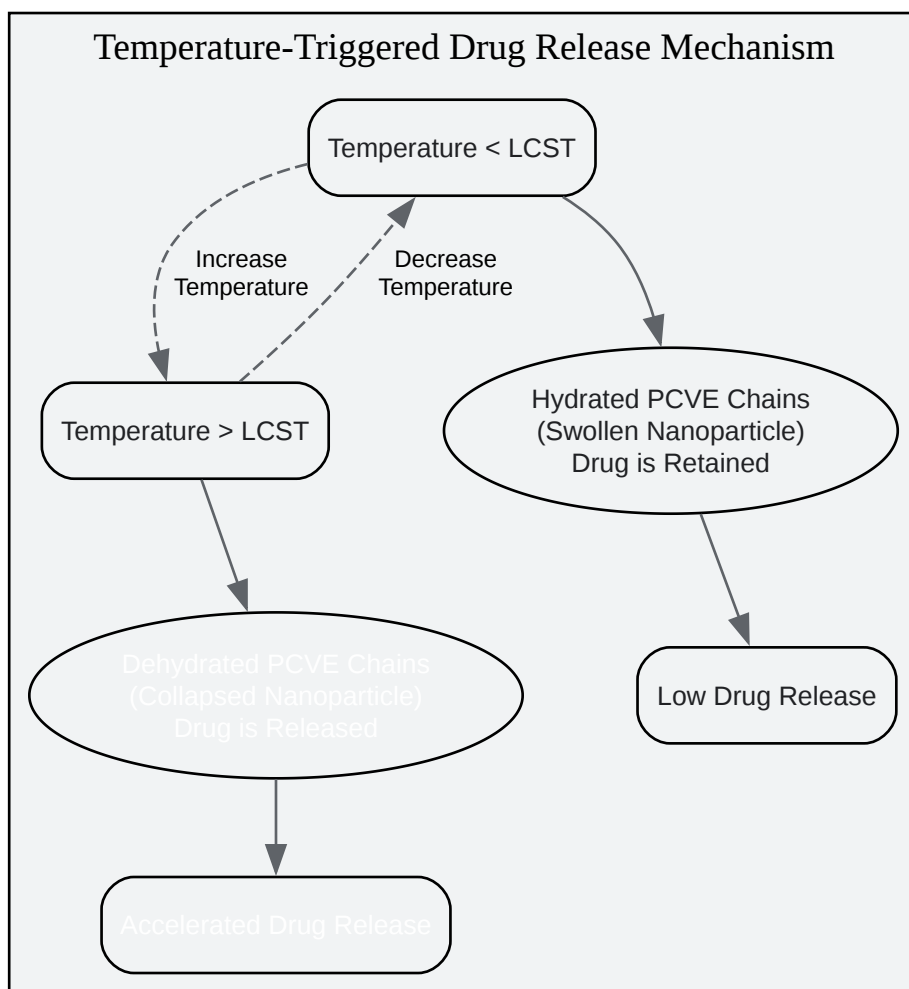 Temperature-Triggered Drug Release Mechanism
Temperature < LCST
Increase
Temperature
Decrease
Temperature
Temperature > LCST
Hydrated PCVE Chains
(Swollen Nanoparticle)
Drug is Retained
Dehydrated PCVE Chains
(Collapsed Nanoparticle)
Drug is Released
Low Drug Release
Accelerated Drug Release